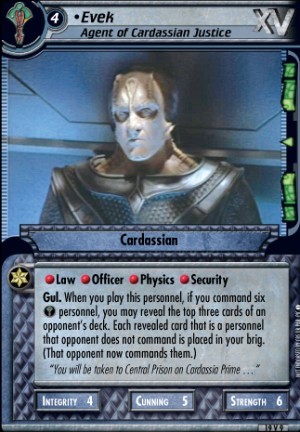 4
•Evek
Agent of Cardassian Justice
XV
Cardassian
Law Officer Physics Security
Gul. When you play this personnel, if you command six
personnel, you may reveal the top three cards of an
opponent's deck. Each revealed card that is a personnel
that opponent does not command is placed in your brig.
(That opponent now commands them.)
"You will be taken to Central Prison on Cardassia Prime ..."
INTEGRITY 4 CUNNING 5 STRENGTH 6